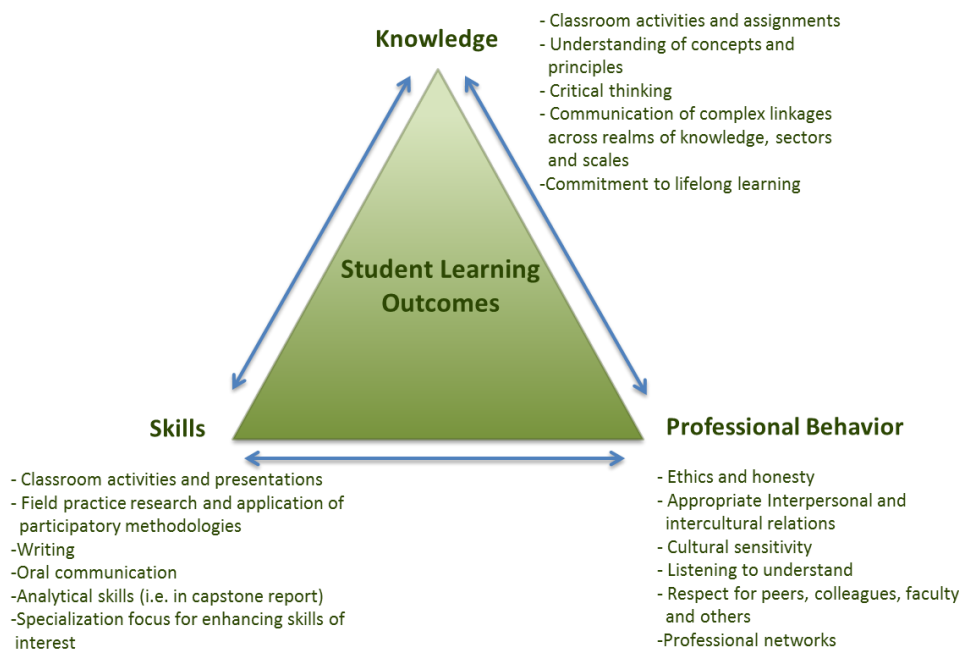 Knowledge
- Classroom activities and assignments
- Understanding of concepts and
principles
- Critical thinking
- Communication of complex linkages
across realms of knowledge, sectors
and scales
-Commitment to lifelong learning
Student Learning
Outcomes
Skills
- Classroom activities and presentations
- Field practice research and application of
participatory methodologies
-Writing
-Oral communication
-Analytical skills (i.e. in capstone report)
-Specialization focus for enhancing skills of
interest
Professional Behavior
- Ethics and honesty
- Appropriate Interpersonal and
intercultural relations
- Cultural sensitivity
- Listening to understand
- Respect for peers, colleagues, faculty
and others
-Professional networks